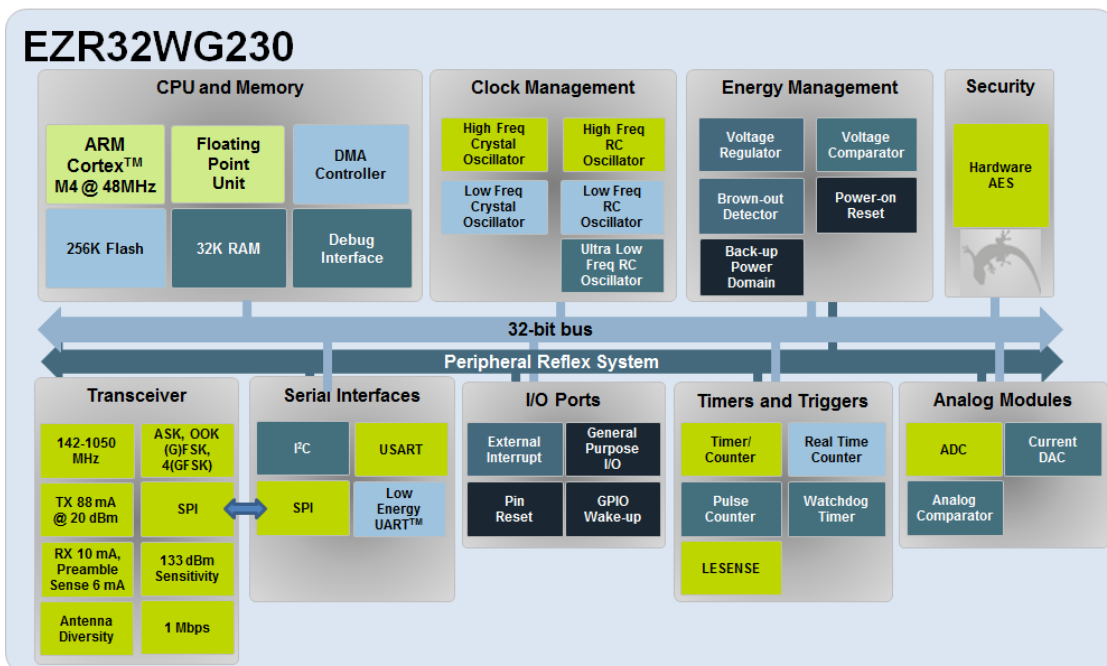 EZR32WG230
CPU and Memory
ARM
Cortex™
M4 @ 48MHz
Floating
Point
Unit
DMA
Controller
256K Flash
32K RAM
Debug
Interface
Clock Management
High Freq
Crystal
Oscillator
High Freq
RC
Oscillator
Low Freq
Crystal
Oscillator
Low Freq
RC
Oscillator
Ultra Low
Freq RC
Oscillator
Energy Management
Voltage
Regulator
Voltage
Comparator
Brown-out
Detector
Power-on
Reset
Back-up
Power
Domain
Security
Hardware
AES
32-bit bus
Peripheral Reflex System
Transceiver
142-1050
MHz
ASK, OOK
(G)FSK,
4(GFSK)
TX 88 mA
@ 20 dBm
SPI
RX 10 mA,
Preamble
Sense 6 mA
133 dBm
Sensitivity
Antenna
Diversity
1 Mbps
Serial Interfaces
I²C
USART
SPI
Low
Energy
UART™
I/O Ports
External
Interrupt
General
Purpose
I/O
Pin
Reset
GPIO
Wake-up
Timers and Triggers
Timer/
Counter
Real Time
Counter
Pulse
Counter
Watchdog
Timer
LESENSE
Analog Modules
ADC
Current
DAC
Analog
Comparator